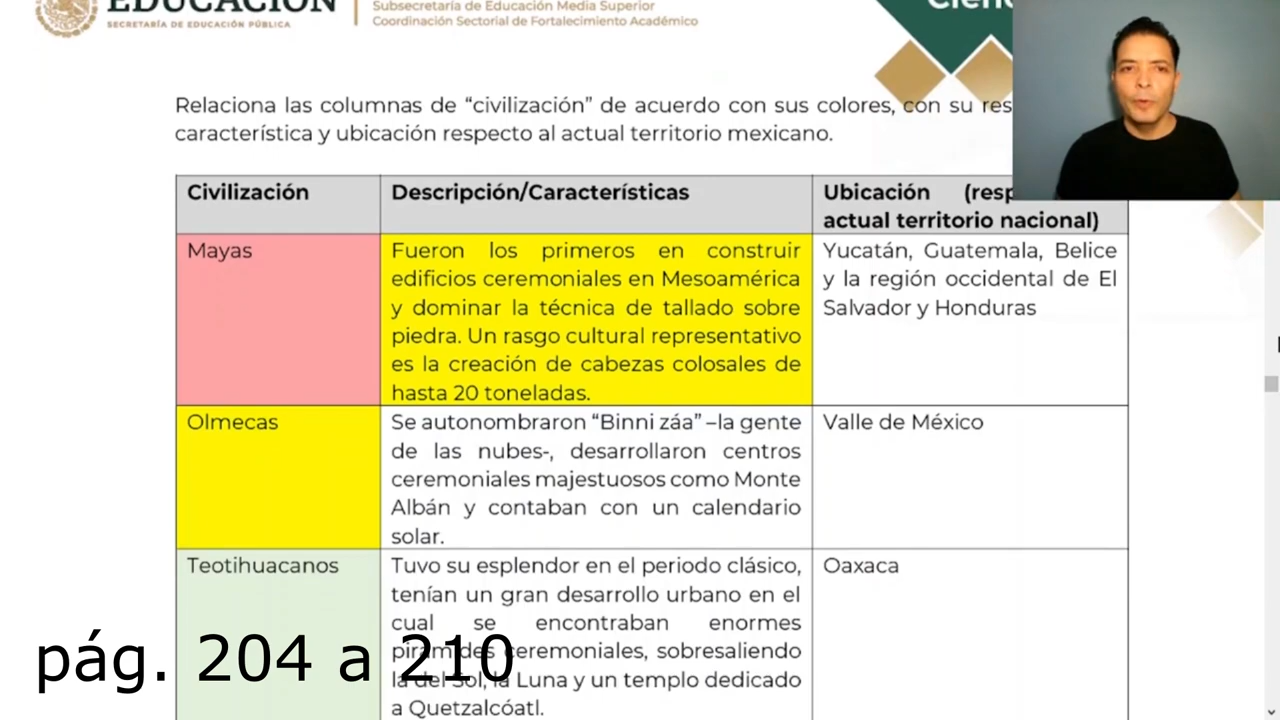 EDUCACIÓN
SECRETARÍA DE EDUCACIÓN PÚBLICA
Subsecretaría de Educación Media Superior
Coordinación Sectorial de Fortalecimiento Académico
Relaciona las columnas de “civilización” de acuerdo con sus colores, con su
característica y ubicación respecto al actual territorio mexicano.
Civilización
Descripción/Características
Ubicación
actual territorio nacional)
Mayas
Fueron los primeros en construir
edificios ceremoniales en Mesoamérica
y dominar la técnica de tallado sobre
piedra. Un rasgo cultural representativo
es la creación de cabezas colosales de
hasta 20 toneladas.
Yucatán, Guatemala, Belice
y la región occidental de El
Salvador y Honduras
Olmecas
Se autonombraron “Binni záa” –la gente
de las nubes-, desarrollaron centros
ceremoniales majestuosos como Monte
Albán y contaban con un calendario
solar.
Valle de México
Teotihuacanos
Tuvo su esplendor en el periodo clásico,
tenían un gran desarrollo urbano en el
cual se encontraban enormes
pirámides ceremoniales, sobresaliendo
la del Sol, la Luna y un templo dedicado
a Quetzalcóatl.
Oaxaca
pág. 204 a 210